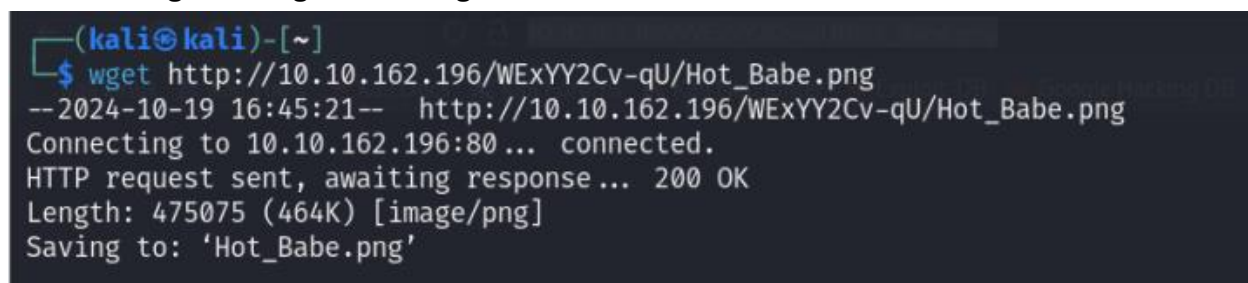 (kali㉿kali)-[~]
$ wget http://10.10.162.196/WExYY2Cv-qU/Hot_Babe.png
--2024-10-19 16:45:21--  http://10.10.162.196/WExYY2Cv-qU/Hot_Babe.png
Connecting to 10.10.162.196:80... connected.
HTTP request sent, awaiting response... 200 OK
Length: 475075 (464K) [image/png]
Saving to: ‘Hot_Babe.png’